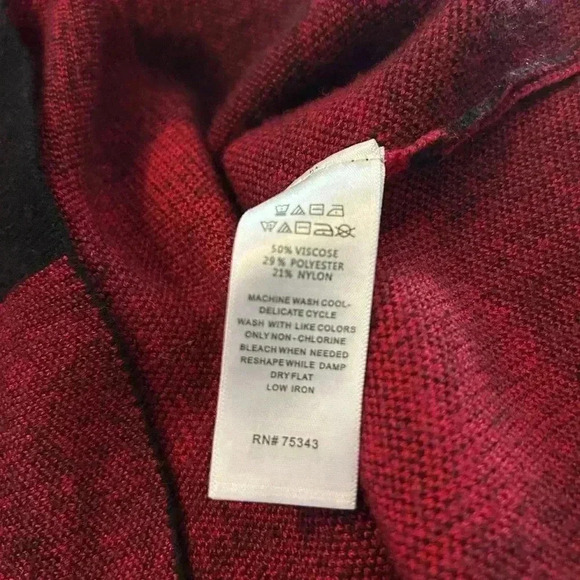 50% VISCOSE
29% POLYESTER
21% NYLON
MACHINE WASH COOL-
DELICATE CYCLE
WASH WITH LIKE COLORS
ONLY NON-CHLORINE
BLEACH WHEN NEEDED
RESHAPE WHILE DAMP
DRY FLAT
LOW IRON
RN# 75343